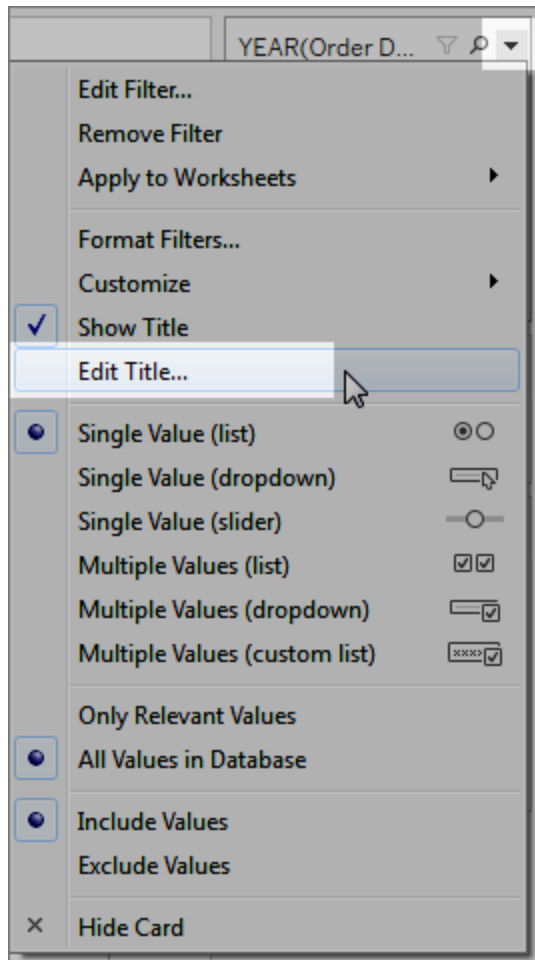 YEAR(Order D...
Edit Filter...
Remove Filter
Apply to Worksheets
Format Filters...
Customize
Show Title
Edit Title...
Single Value (list)
Single Value (dropdown)
Single Value (slider)
Multiple Values (list)
Multiple Values (dropdown)
Multiple Values (custom list)
Only Relevant Values
All Values in Database
Include Values
Exclude Values
Hide Card